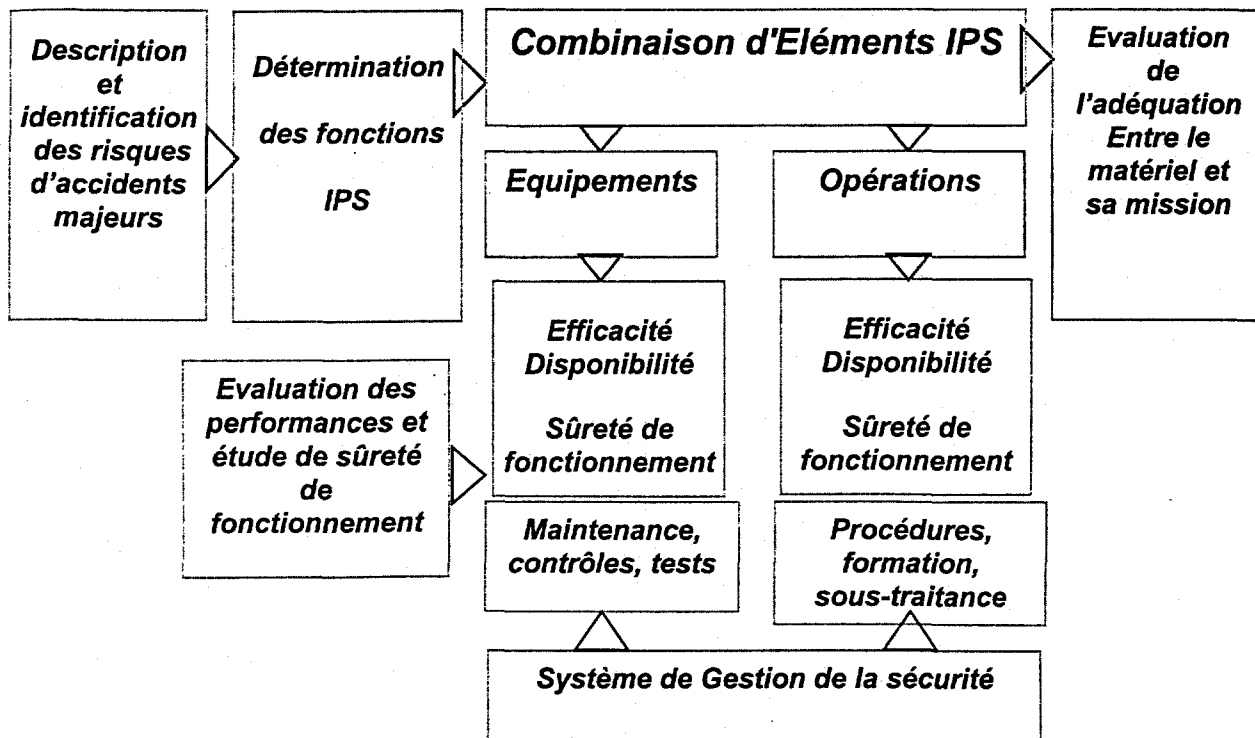 Description
et
identification
des risques
d'accidents
majeurs
Détermination
des fonctions
IPS
Combinaison d'Eléments IPS
Evaluation
de
l'adéquation
Entre le
matériel et
sa mission
Equipements
Opérations
Efficacité
Disponibilité
Sûreté de
fonctionnement
Efficacité
Disponibilité
Sûreté de
fonctionnement
Evaluation des
performances et
étude de sûreté
de
fonctionnement
Maintenance,
contrôles, tests
Procédures,
formation,
sous-traitance
Système de Gestion de la sécurité